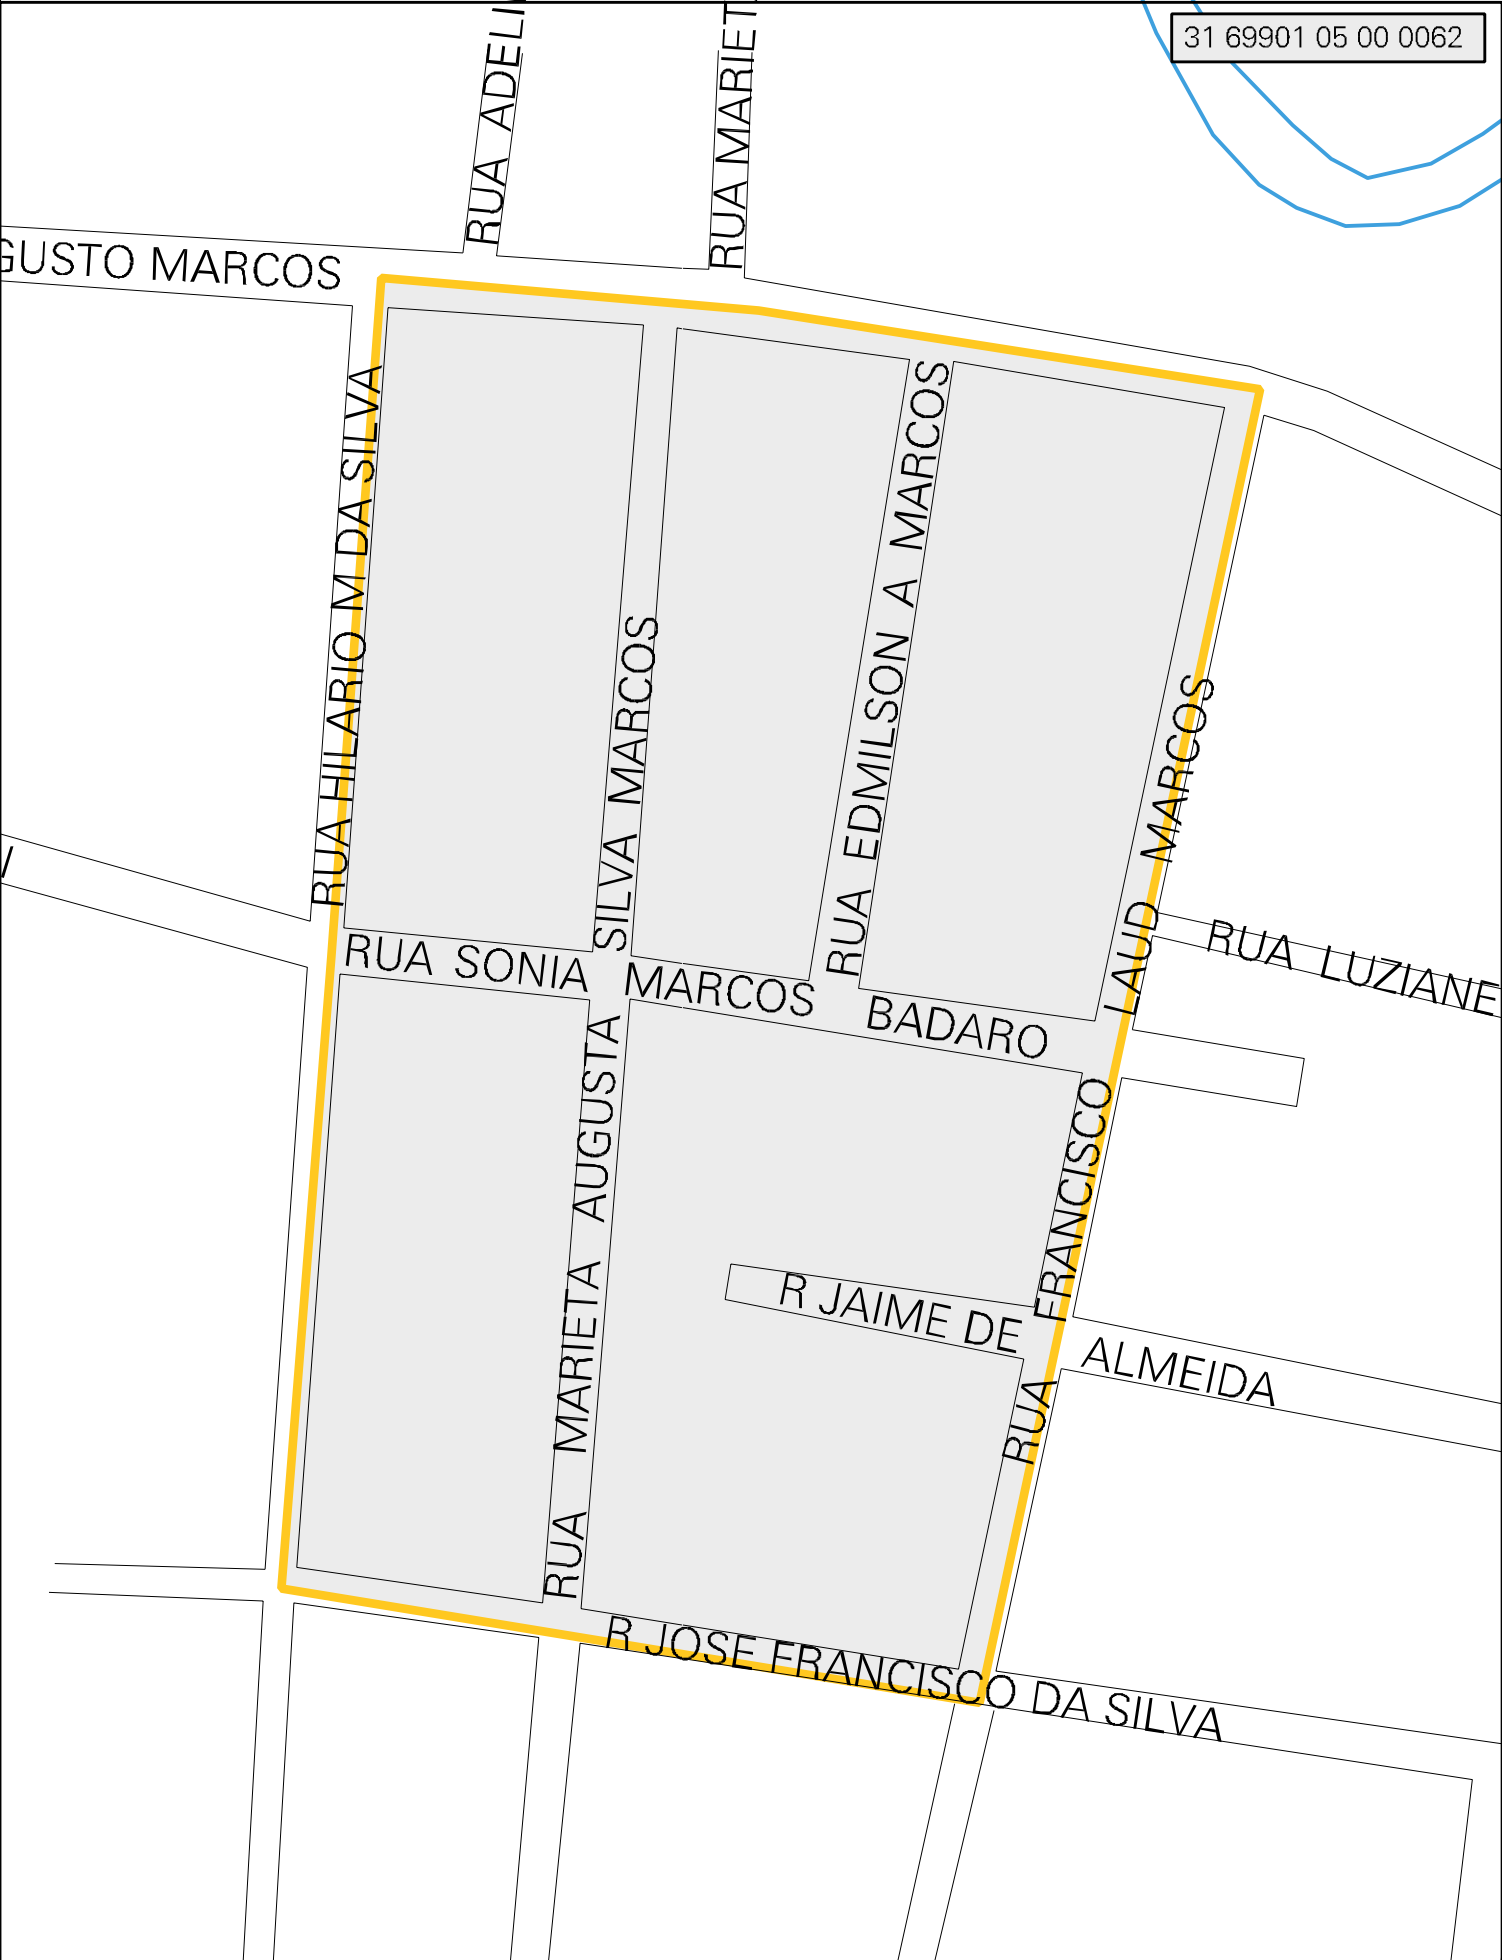 31 69901 05 00 0062
RUA ADELI
RUA MARIET
GUSTO MARCOS
RUA HILARIO M DA SILVA
RUA MARIETA AUGUSTA SILVA MARCOS
RUA EDMILSON A MARCOS
RUA FRANCISCO LAUD MARCOS
RUA SONIA MARCOS BADARO
RUA LUZIANE
R JAIME DE ALMEIDA
R JOSE FRANCISCO DA SILVA